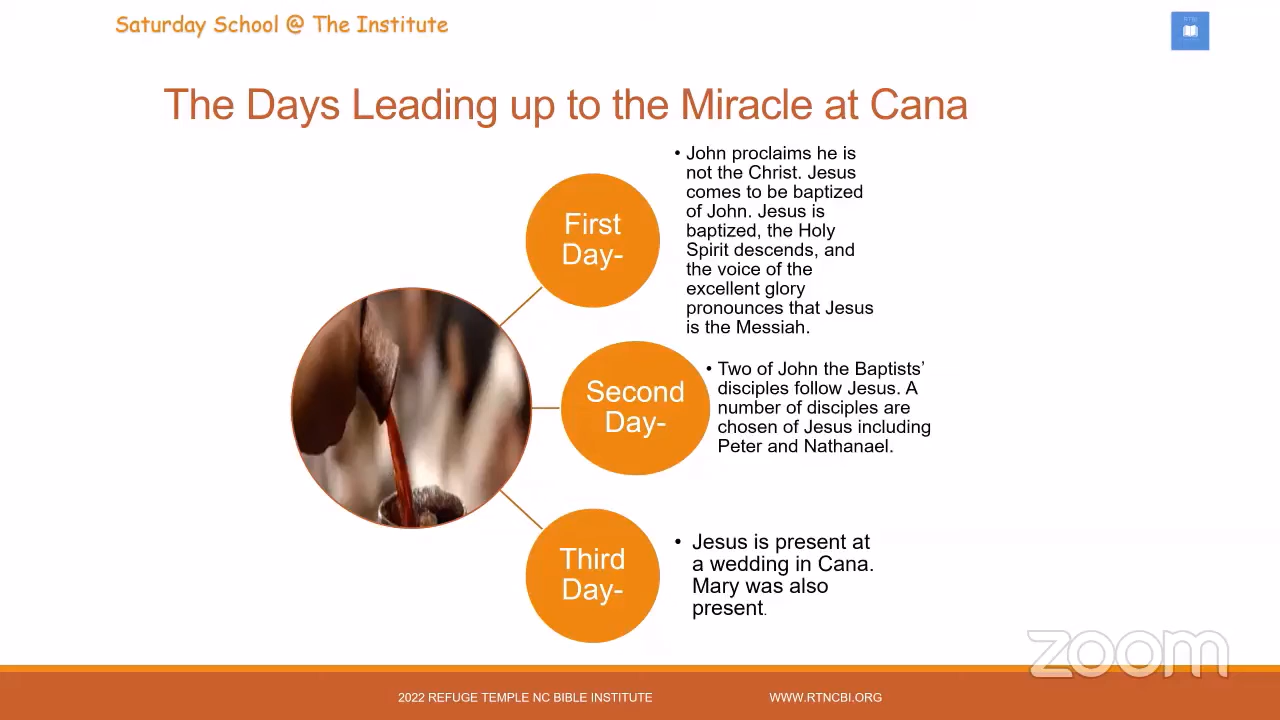 Saturday School @ The Institute
RTBI
The Days Leading up to the Miracle at Cana
First
Day-
• John proclaims he is
not the Christ. Jesus
comes to be baptized
of John. Jesus is
baptized, the Holy
Spirit descends, and
the voice of the
excellent glory
pronounces that Jesus
is the Messiah.
Second
Day-
• Two of John the Baptists’
disciples follow Jesus. A
number of disciples are
chosen of Jesus including
Peter and Nathanael.
Third
Day-
• Jesus is present at
a wedding in Cana.
Mary was also
present.
zoom
2022 REFUGE TEMPLE NC BIBLE INSTITUTE
WWW.RTNCBI.ORG